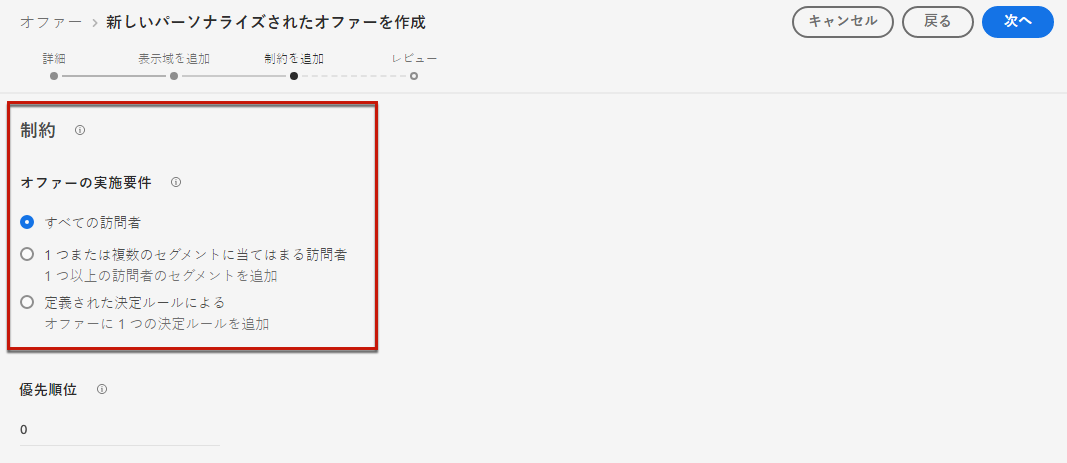 オファー > 新しいパーソナライズされたオファーを作成
キャンセル 戻る 次へ
詳細 表示域を追加 制約を追加 レビュー
制約
オファーの実施要件
すべての訪問者
1 つまたは複数のセグメントに当てはまる訪問者
1 つ以上の訪問者のセグメントを追加
定義された決定ルールによる
オファーに 1 つの決定ルールを追加
優先順位
0